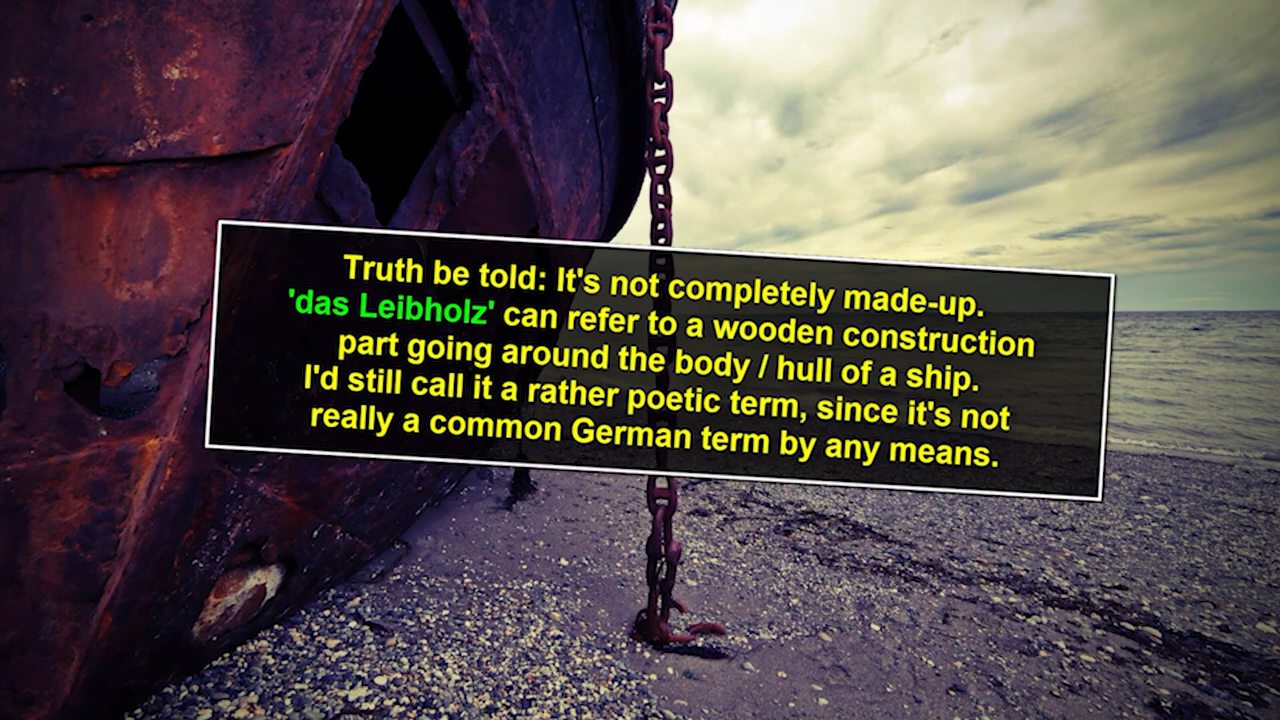 Truth be told: It's not completely made-up.
'das Leibholz' can refer to a wooden construction
part going around the body / hull of a ship.
I'd still call it a rather poetic term, since it's not
really a common German term by any means.